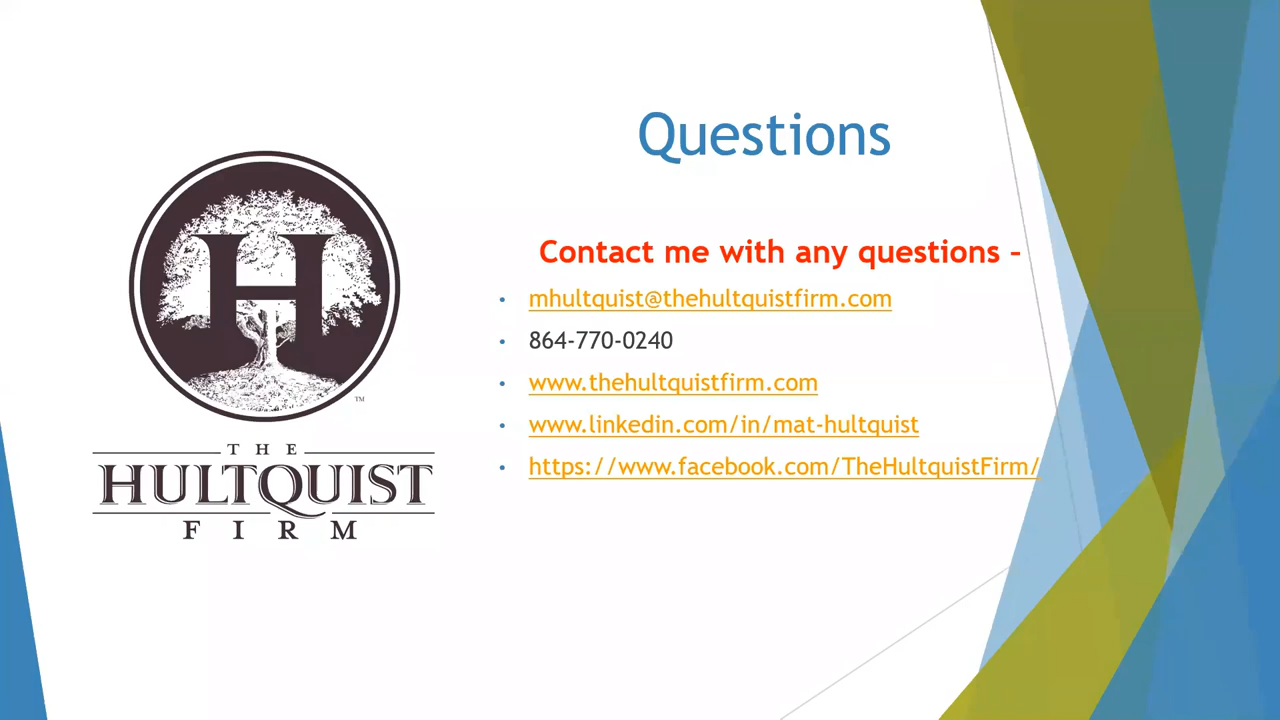 Questions
Contact me with any questions –
• mhultquist@thehultquistfirm.com
• 864-770-0240
• www.thehultquistfirm.com
• www.linkedin.com/in/mat-hultquist
• https://www.facebook.com/TheHultquistFirm/
H
TM
THE
HULTQUIST
FIRM